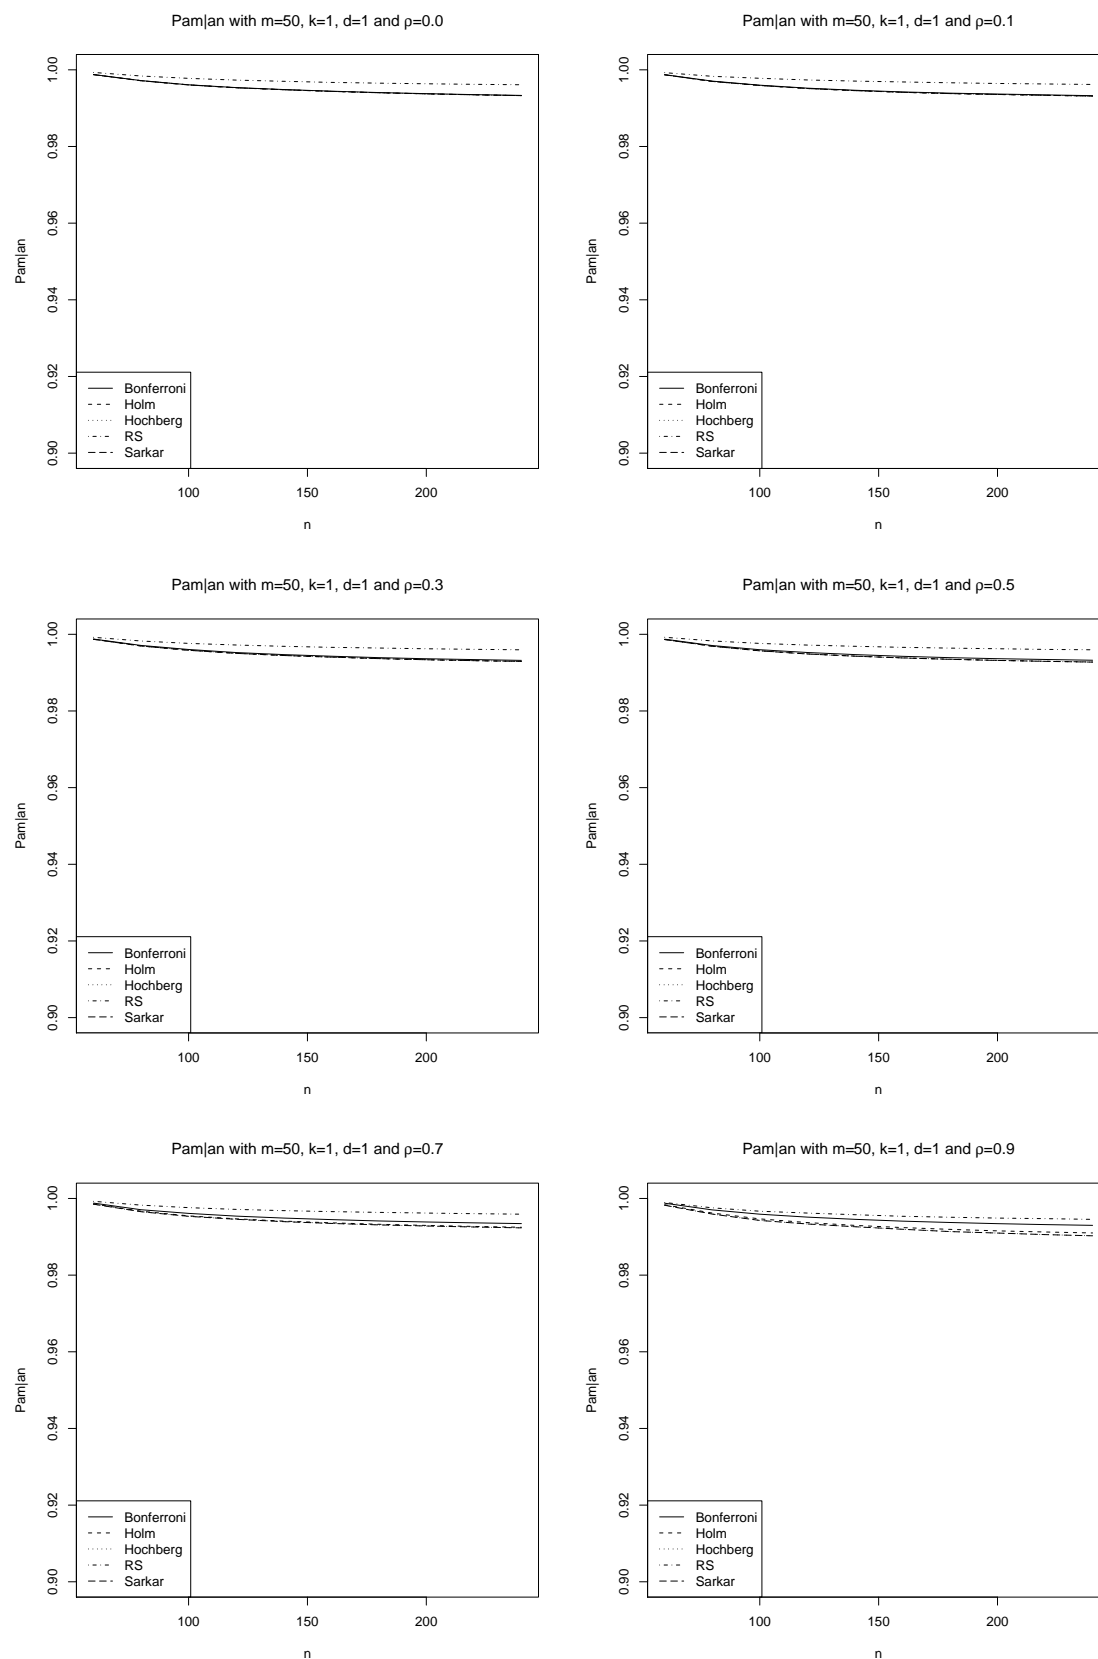 Pam|an with m=50, k=1, d=1 and ρ=0.0
1.00
0.98
0.96
0.94
0.92
0.90
Pam|an
Bonferroni
Holm
Hochberg
RS
Sarkar
100
150
200
n
Pam|an with m=50, k=1, d=1 and ρ=0.1
1.00
0.98
0.96
0.94
0.92
0.90
Pam|an
Bonferroni
Holm
Hochberg
RS
Sarkar
100
150
200
n
Pam|an with m=50, k=1, d=1 and ρ=0.3
1.00
0.98
0.96
0.94
0.92
0.90
Pam|an
Bonferroni
Holm
Hochberg
RS
Sarkar
100
150
200
n
Pam|an with m=50, k=1, d=1 and ρ=0.5
1.00
0.98
0.96
0.94
0.92
0.90
Pam|an
Bonferroni
Holm
Hochberg
RS
Sarkar
100
150
200
n
Pam|an with m=50, k=1, d=1 and ρ=0.7
1.00
0.98
0.96
0.94
0.92
0.90
Pam|an
Bonferroni
Holm
Hochberg
RS
Sarkar
100
150
200
n
Pam|an with m=50, k=1, d=1 and ρ=0.9
1.00
0.98
0.96
0.94
0.92
0.90
Pam|an
Bonferroni
Holm
Hochberg
RS
Sarkar
100
150
200
n